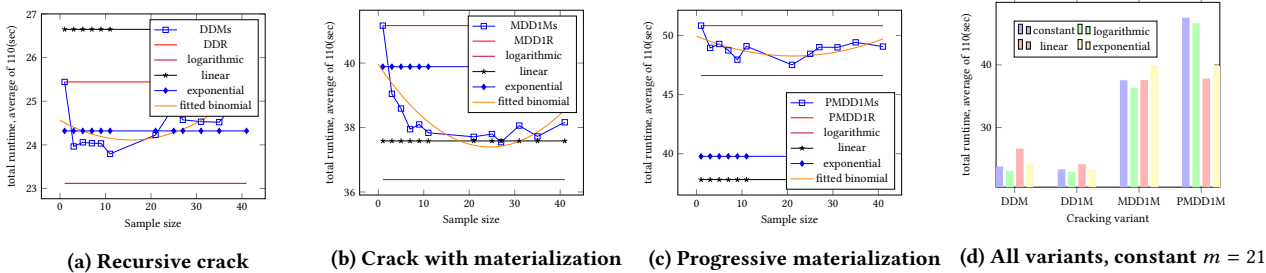 total runtime, average of 110(sec)
27
26
25
24
23
0
10
20
30
40
Sample size
DDMs
DDR
logarithmic
linear
exponential
fitted binomial
(a) Recursive crack
total runtime, average of 110(sec)
40
38
36
0
10
20
30
40
Sample size
MDD1Ms
MDD1R
logarithmic
linear
exponential
fitted binomial
(b) Crack with materialization
total runtime, average of 110(sec)
50
45
40
0
10
20
30
40
Sample size
PMDD1Ms
PMDD1R
logarithmic
linear
exponential
fitted binomial
(c) Progressive materialization
total runtime, average of 110(sec)
40
30
constant
logarithmic
linear
exponential
DDM
DD1M
MDD1M
PMDD1M
Cracking variant
(d) All variants, constant m = 21